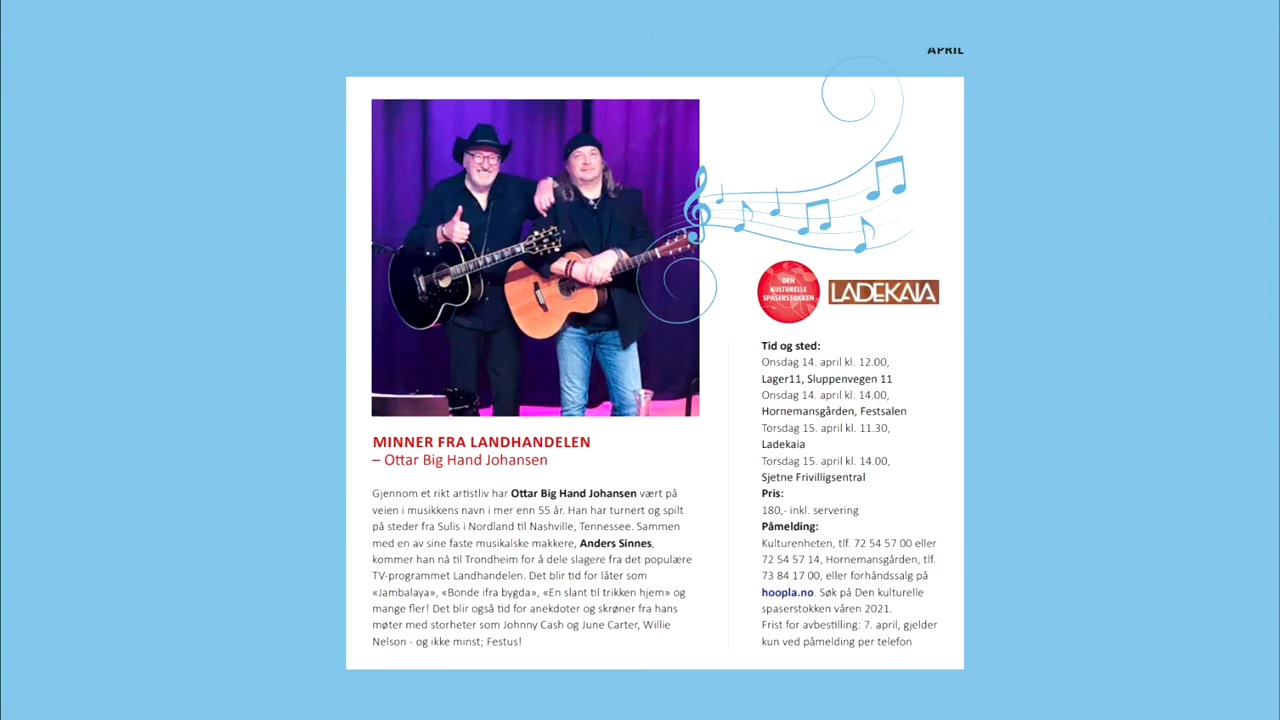 APRIL
DEN
KULTURELLE
SPASERSTOKKEN
LADEKAIA
MINNER FRA LANDHANDELEN
– Ottar Big Hand Johansen
Gjennom et rikt artistliv har Ottar Big Hand Johansen vært på
veien i musikkens navn i mer enn 55 år. Han har turnert og spilt
på steder fra Sulis i Nordland til Nashville, Tennessee. Sammen
med en av sine faste musikalske makkere, Anders Sinnes,
kommer han nå til Trondheim for å dele slagere fra det populære
TV-programmet Landhandelen. Det blir tid for låter som
«Jambalaya», «Bonde ifra bygda», «En slant til trikken hjem» og
mange fler! Det blir også tid for anekdoter og skrøner fra hans
møter med storheter som Johnny Cash og June Carter, Willie
Nelson - og ikke minst; Festus!
Tid og sted:
Onsdag 14. april kl. 12.00,
Lager11, Sluppenvegen 11
Onsdag 14. april kl. 14.00,
Hornemansgården, Festsalen
Torsdag 15. april kl. 11.30,
Ladekaia
Torsdag 15. april kl. 14.00,
Sjetne Frivilligsentral
Pris:
180,- inkl. servering
Påmelding:
Kulturenheten, tlf. 72 54 57 00 eller
72 54 57 14, Hornemansgården, tlf.
73 84 17 00, eller forhåndssalg på
hoopla.no. Søk på Den kulturelle
spaserstokken våren 2021.
Frist for avbestilling: 7. april, gjelder
kun ved påmelding per telefon